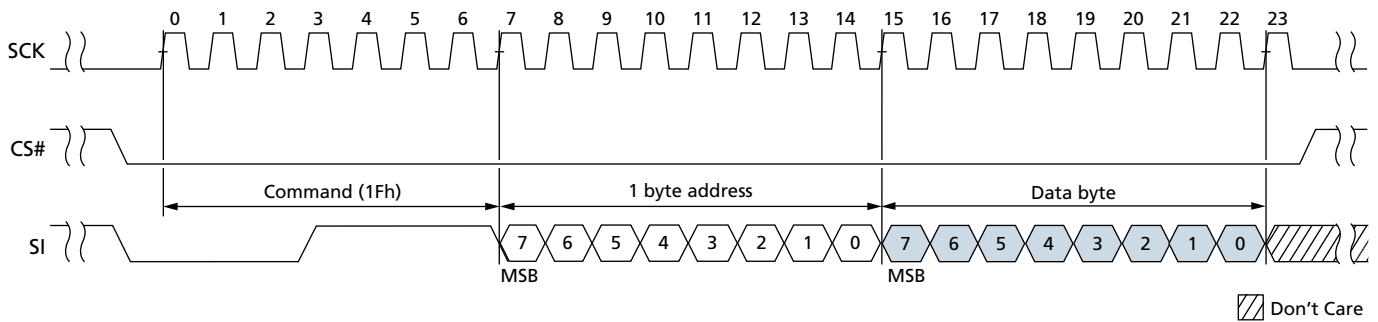 0 1 2 3 4 5 6 7 8 9 10 11 12 13 14 15 16 17 18 19 20 21 22 23
SCK
CS#
Command (1Fh) 1 byte address Data byte
SI 7 6 5 4 3 2 1 0 7 6 5 4 3 2 1 0
MSB MSB
Don't Care